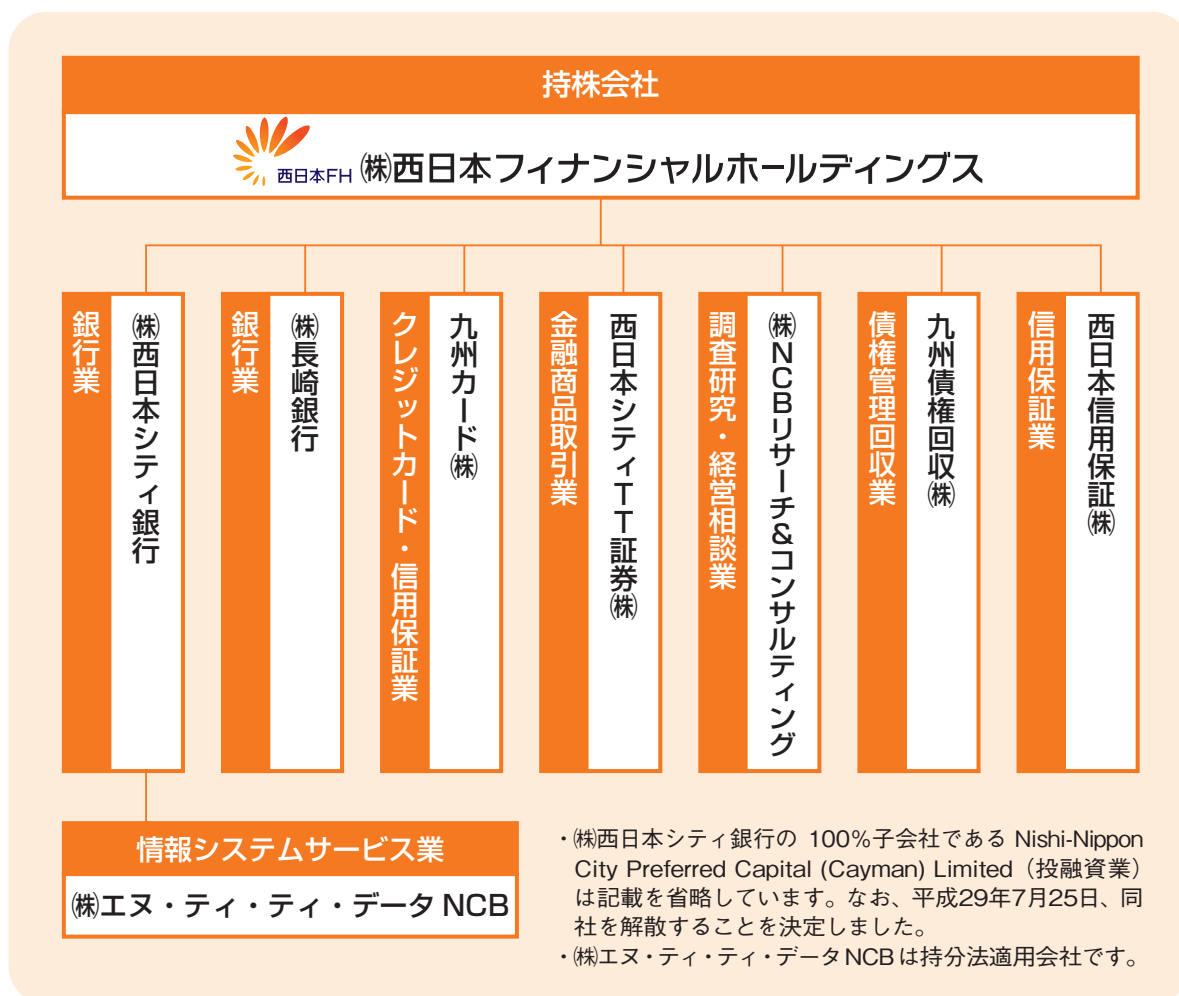 持株会社
西日本FH ㈱西日本フィナンシャルホールディングス
銀行業
㈱西日本シティ銀行
銀行業
㈱長崎銀行
クレジットカード・信用保証業
九州カード㈱
金融商品取引業
西日本シティTT証券㈱
調査研究・経営相談業
㈱NCBリサーチ&コンサルティング
債権管理回収業
九州債権回収㈱
信用保証業
西日本信用保証㈱
情報システムサービス業
㈱エヌ・ティ・ティ・データ NCB
・㈱西日本シティ銀行の 100%子会社である Nishi-Nippon
City Preferred Capital (Cayman) Limited（投融資業）
は記載を省略しています。なお、平成29年7月25日、同
社を解散することを決定しました。
・㈱エヌ・ティ・ティ・データNCBは持分法適用会社です。